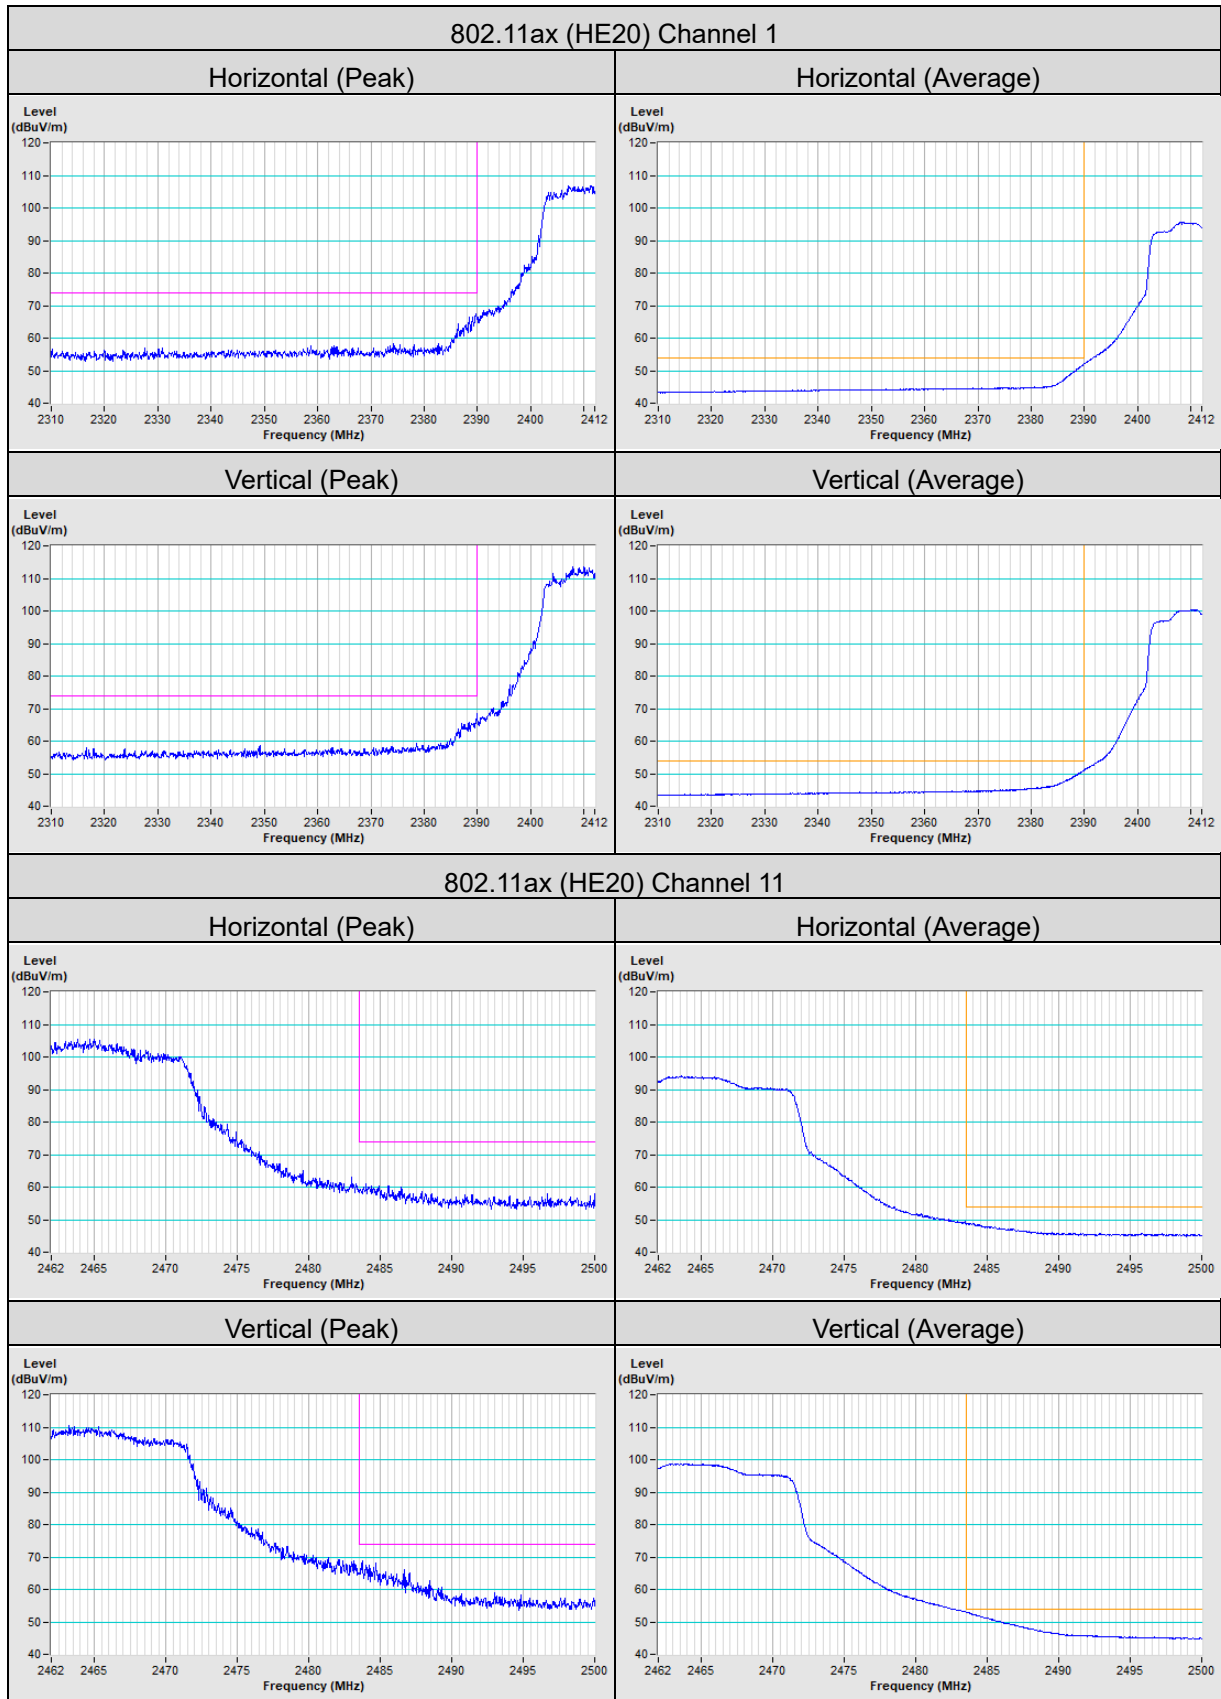 802.11ax (HE20) Channel 1
Horizontal (Peak)
Horizontal (Average)
Level
(dBuV/m)
120
110
100
90
80
70
60
50
40
2310 2320 2330 2340 2350 2360 2370 2380 2390 2400 2412
Frequency (MHz)
Level
(dBuV/m)
120
110
100
90
80
70
60
50
40
2310 2320 2330 2340 2350 2360 2370 2380 2390 2400 2412
Frequency (MHz)
Vertical (Peak)
Vertical (Average)
Level
(dBuV/m)
120
110
100
90
80
70
60
50
40
2310 2320 2330 2340 2350 2360 2370 2380 2390 2400 2412
Frequency (MHz)
Level
(dBuV/m)
120
110
100
90
80
70
60
50
40
2310 2320 2330 2340 2350 2360 2370 2380 2390 2400 2412
Frequency (MHz)
802.11ax (HE20) Channel 11
Horizontal (Peak)
Horizontal (Average)
Level
(dBuV/m)
120
110
100
90
80
70
60
50
40
2462 2465 2470 2475 2480 2485 2490 2495 2500
Frequency (MHz)
Level
(dBuV/m)
120
110
100
90
80
70
60
50
40
2462 2465 2470 2475 2480 2485 2490 2495 2500
Frequency (MHz)
Vertical (Peak)
Vertical (Average)
Level
(dBuV/m)
120
110
100
90
80
70
60
50
40
2462 2465 2470 2475 2480 2485 2490 2495 2500
Frequency (MHz)
Level
(dBuV/m)
120
110
100
90
80
70
60
50
40
2462 2465 2470 2475 2480 2485 2490 2495 2500
Frequency (MHz)